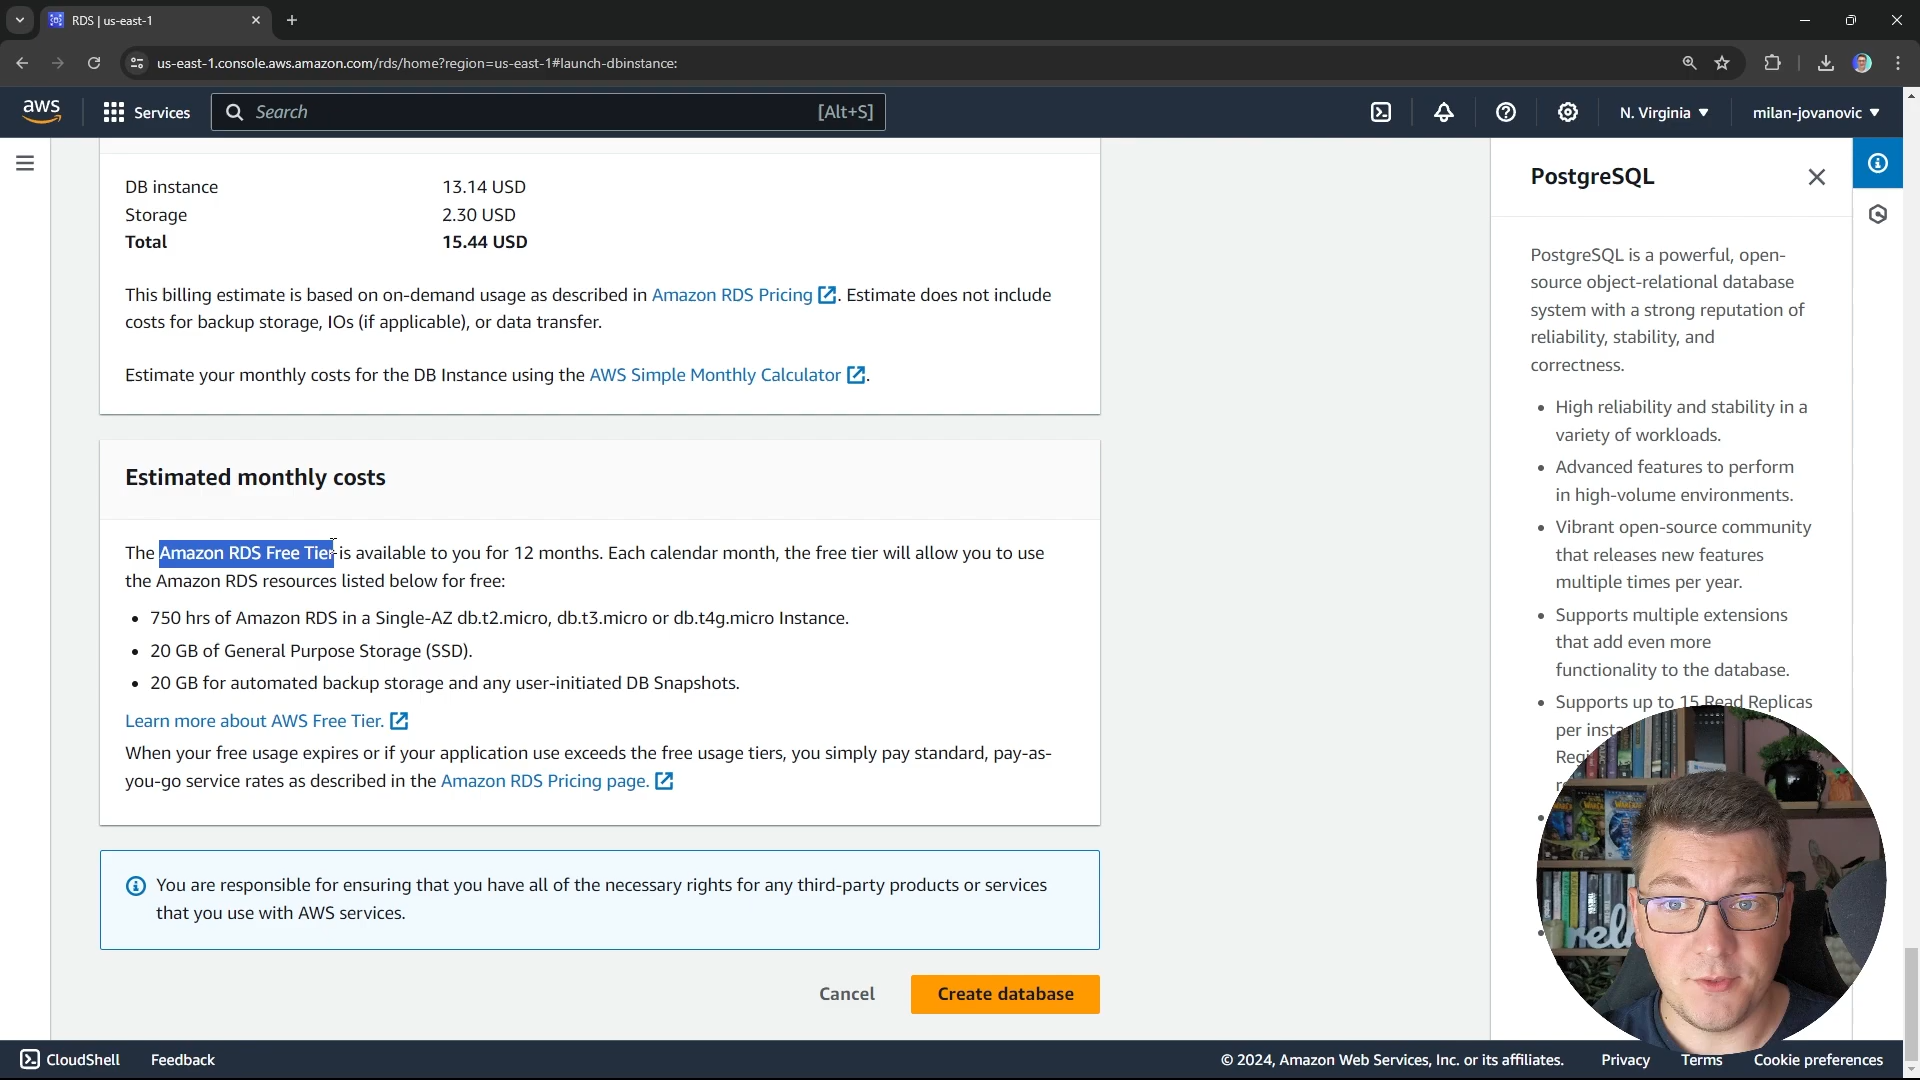 RDS | us-east-1
us-east-1.console.aws.amazon.com/rds/home?region=us-east-1#launch-dbinstance:
aws
Services
Search
[Alt+S]
N. Virginia
milan-jovanovic
DB instance 13.14 USD
Storage 2.30 USD
Total 15.44 USD
This billing estimate is based on on-demand usage as described in Amazon RDS Pricing. Estimate does not include
costs for backup storage, IOs (if applicable), or data transfer.
Estimate your monthly costs for the DB Instance using the AWS Simple Monthly Calculator.
Estimated monthly costs
The Amazon RDS Free Tier is available to you for 12 months. Each calendar month, the free tier will allow you to use
the Amazon RDS resources listed below for free:
• 750 hrs of Amazon RDS in a Single-AZ db.t2.micro, db.t3.micro or db.t4g.micro Instance.
• 20 GB of General Purpose Storage (SSD).
• 20 GB for automated backup storage and any user-initiated DB Snapshots.
Learn more about AWS Free Tier.
When your free usage expires or if your application use exceeds the free usage tiers, you simply pay standard, pay-as-
you-go service rates as described in the Amazon RDS Pricing page.
You are responsible for ensuring that you have all of the necessary rights for any third-party products or services
that you use with AWS services.
Cancel
Create database
PostgreSQL
PostgreSQL is a powerful, open-
source object-relational database
system with a strong reputation of
reliability, stability, and
correctness.
• High reliability and stability in a
variety of workloads.
• Advanced features to perform
in high-volume environments.
• Vibrant open-source community
that releases new features
multiple times per year.
• Supports multiple extensions
that add even more
functionality to the database.
• Supports up to 15 Read Replicas
per
CloudShell
Feedback
© 2024, Amazon Web Services, Inc. or its affiliates.
Privacy
Terms
Cookie preferences